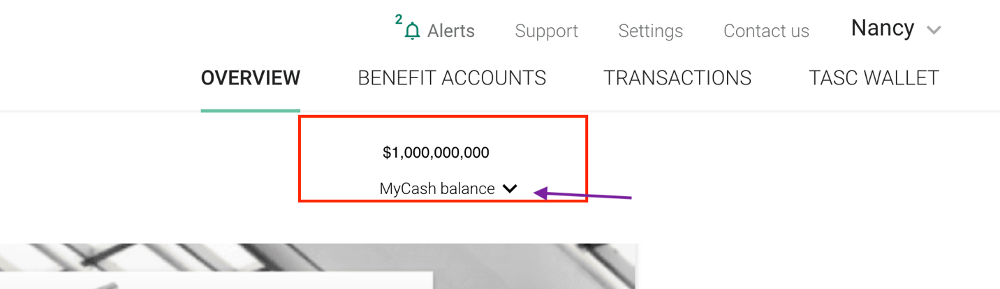 2 Alerts Support Settings Contact us Nancy
OVERVIEW BENEFIT ACCOUNTS TRANSACTIONS TASC WALLET
$1,000,000,000
MyCash balance